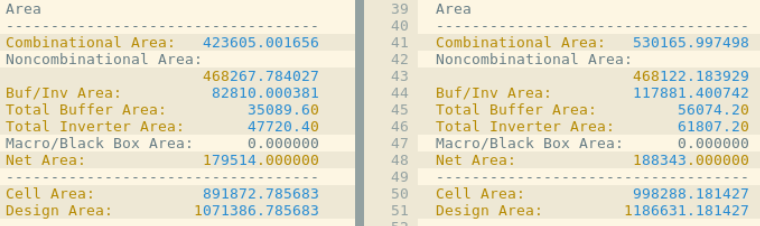 Area
-----------------------------------
Combinational Area:   423605.001656
Noncombinational Area:
                      468267.784027
Buf/Inv Area:          82810.000381
Total Buffer Area:         35089.60
Total Inverter Area:       47720.40
Macro/Black Box Area:      0.000000
Net Area:             179514.000000
-----------------------------------
Cell Area:            891872.785683
Design Area:         1071386.785683
39 Area
40 -----------------------------------
41 Combinational Area:   530165.997498
42 Noncombinational Area:
43                       468122.183929
44 Buf/Inv Area:         117881.400742
45 Total Buffer Area:         56074.20
46 Total Inverter Area:       61807.20
47 Macro/Black Box Area:      0.000000
48 Net Area:             188343.000000
49 -----------------------------------
50 Cell Area:            998288.181427
51 Design Area:         1186631.181427